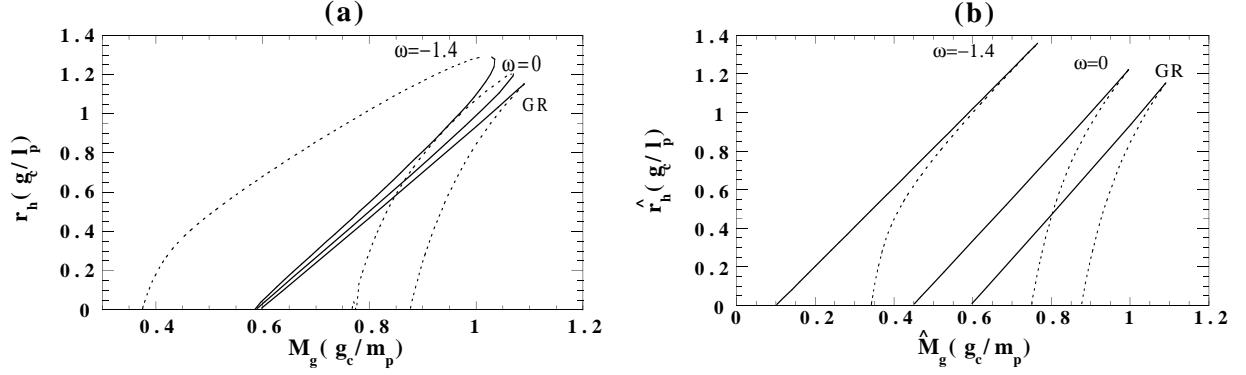 (a)
1.4
1.2
1
0.8
0.6
0.4
0.2
0
r_h ( g_c / l_p )
ω=−1.4
ω=0
GR
0.4 0.6 0.8 1 1.2
M_g ( g_c / m_p )
(b)
1.4
1.2
1
0.8
0.6
0.4
0.2
0
r̂_h ( g_c / l_p )
ω=−1.4
ω=0
GR
0 0.2 0.4 0.6 0.8 1 1.2
M̂_g ( g_c / m_p )